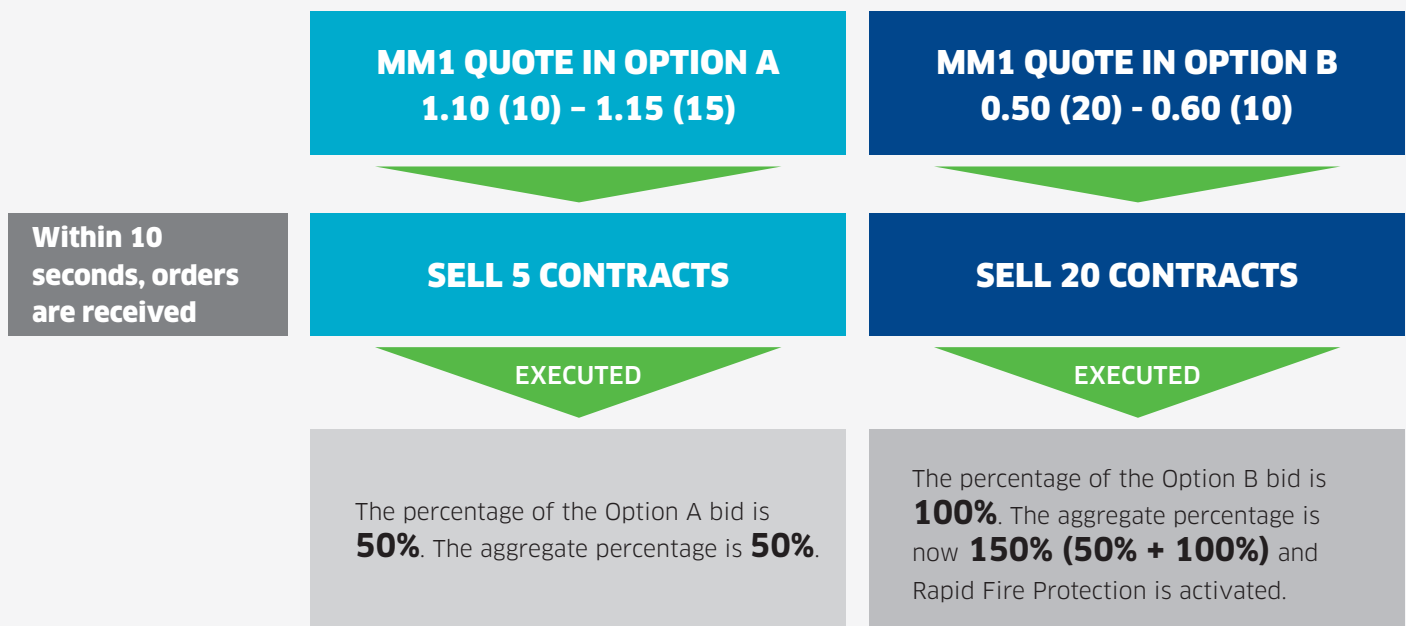 MM1 QUOTE IN OPTION A
1.10 (10) – 1.15 (15)
MM1 QUOTE IN OPTION B
0.50 (20) - 0.60 (10)
Within 10
seconds, orders
are received
SELL 5 CONTRACTS
SELL 20 CONTRACTS
EXECUTED
EXECUTED
The percentage of the Option A bid is
50%. The aggregate percentage is 50%.
The percentage of the Option B bid is
100%. The aggregate percentage is
now 150% (50% + 100%) and
Rapid Fire Protection is activated.